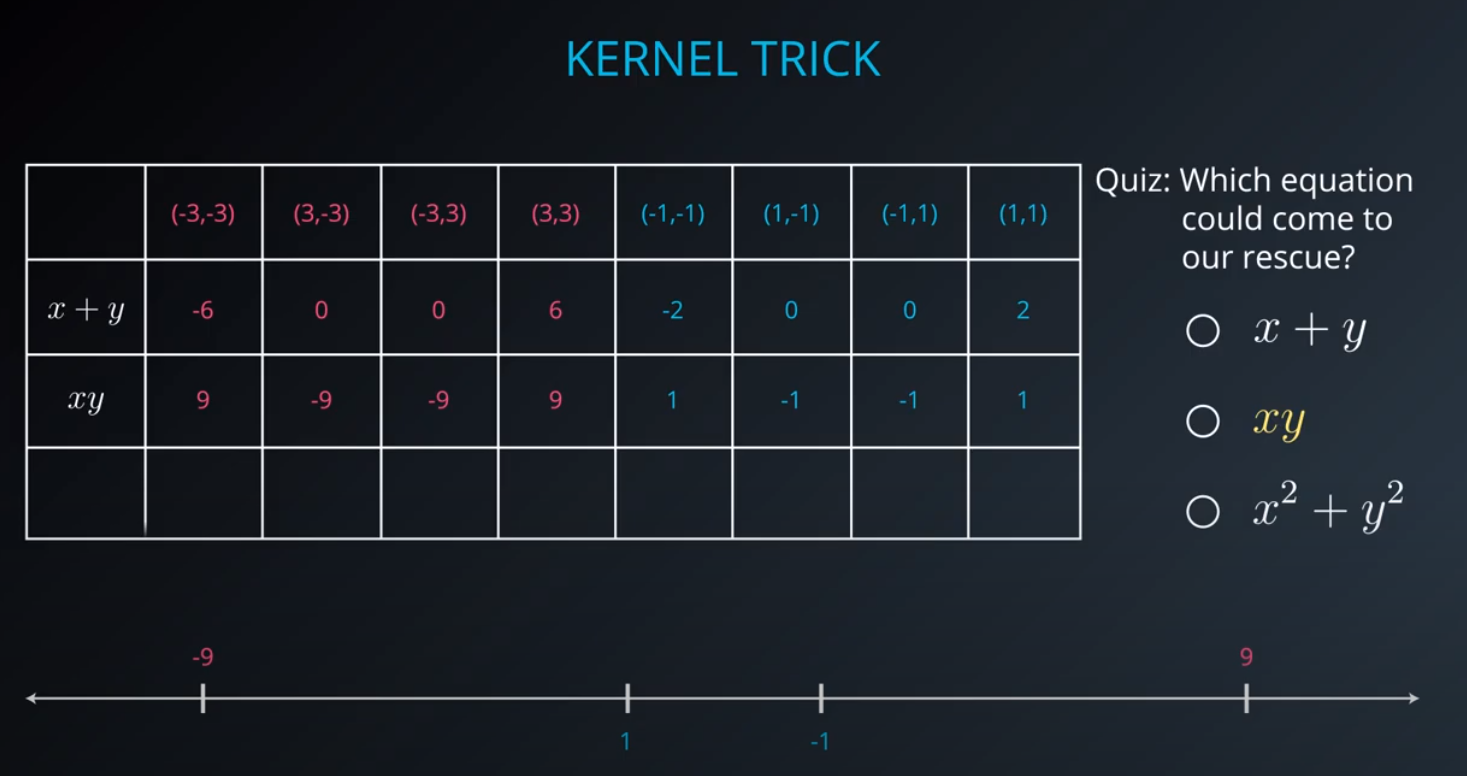 KERNEL TRICK
(-3,-3) (3,-3) (-3,3) (3,3) (-1,-1) (1,-1) (-1,1) (1,1)
x + y -6 0 0 6 -2 0 0 2
xy 9 -9 -9 9 1 -1 -1 1
Quiz: Which equation
could come to
our rescue?
x + y
xy
x² + y²
-9 9
1 -1